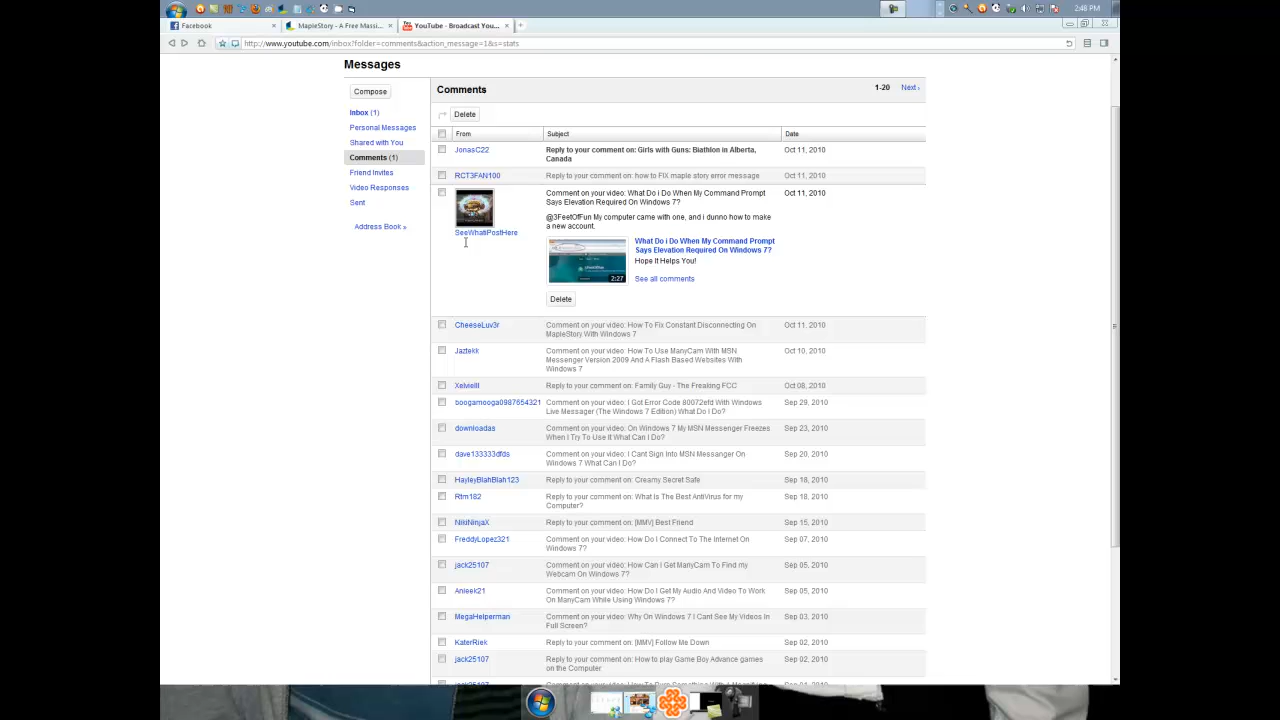 2:48 PM
Facebook
MapleStory - A Free Massi...
YouTube - Broadcast You...
http://www.youtube.com/inbox?folder=comments&action_message=1&s=stats
Messages
Compose
Inbox (1)
Personal Messages
Shared with You
Comments (1)
Friend Invites
Video Responses
Sent
Address Book »
Comments
1-20 Next ›
Delete
From Subject Date
JonasC22 Reply to your comment on: Girls with Guns: Biathlon in Alberta, Oct 11, 2010
Canada
RCT3FAN100 Reply to your comment on: how to FIX maple story error message Oct 11, 2010
Comment on your video: What Do i Do When My Command Prompt Oct 11, 2010
Says Elevation Required On Windows 7?
@3FeetOfFun My computer came with one, and i dunno how to make
a new account.
SeeWhatIPostHere
What Do i Do When My Command Prompt
Says Elevation Required On Windows 7?
Hope It Helps You!
See all comments
2:27
Delete
CheeseLuv3r Comment on your video: How To Fix Constant Disconnecting On Oct 11, 2010
MapleStory With Windows 7
Jaztekk Comment on your video: How To Use ManyCam With MSN Oct 10, 2010
Messenger Version 2009 And A Flash Based Websites With
Windows 7
Reply to your comment on: Family Guy - The Freaking FCC Oct 08, 2010
boogamooga0987654321 Comment on your video: I Got Error Code 80072efd With Windows Sep 29, 2010
Live Messager (The Windows 7 Edition) What Do i Do?
downloadas Comment on your video: On Windows 7 My MSN Messenger Freezes Sep 23, 2010
When I Try To Use It What Can I Do?
dave133333dfds Comment on your video: I Cant Sign Into MSN Messanger On Sep 20, 2010
Windows 7 What Can I Do?
HayleyBlahBlah123 Reply to your comment on: Creamy Secret Safe Sep 18, 2010
Rtm182 Reply to your comment on: What Is The Best AntiVirus for my Sep 18, 2010
Computer?
NikiNinjaX Reply to your comment on: [MMV] Best Friend Sep 15, 2010
FreddyLopez321 Comment on your video: How Do I Connect To The Internet On Sep 07, 2010
Windows 7?
jack25107 Comment on your video: How Can I Get ManyCam To Find my Sep 05, 2010
Webcam On Windows 7?
Anieek21 Comment on your video: How Do I Get My Audio And Video To Work Sep 05, 2010
On ManyCam While Using Windows 7?
MegaHelperman Comment on your video: Why On Windows 7 I Cant See My Videos In Sep 03, 2010
Full Screen?
KaterRiek Reply to your comment on: [MMV] Follow Me Down Sep 02, 2010
jack25107 Reply to your comment on: How to play Game Boy Advance games Sep 02, 2010
on the Computer